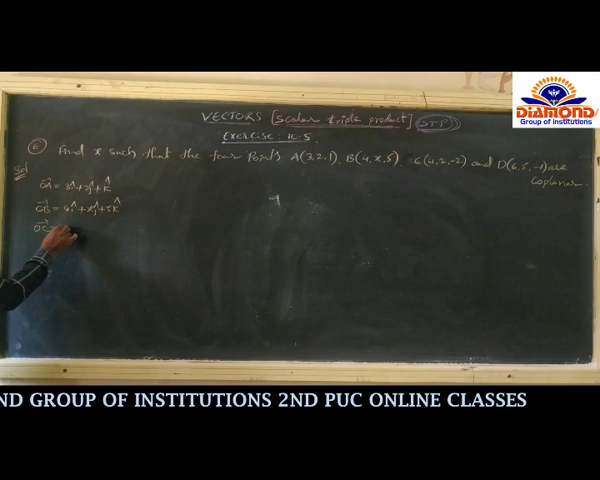 DIAMOND
Group of Institutions
VECTORS [scalar triple product] (STP)
Exercise: 10.5
6 Find x such that the four points A(3,2,1), B(4,x,5), C(4,2,-2) and D(6,5,-1) are
coplanar.
Sol
OA = 3î+2ĵ+k̂
OB = 4î+xĵ+5k̂
OC =
ND GROUP OF INSTITUTIONS 2ND PUC ONLINE CLASSES